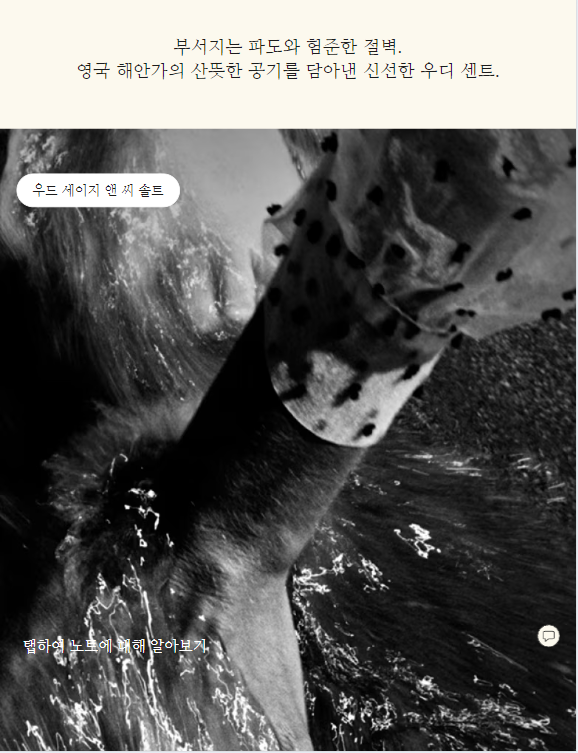 부서지는 파도와 험준한 절벽.
영국 해안가의 산뜻한 공기를 담아낸 신선한 우디 센트.
우드 세이지 앤 씨 솔트
탭하여 노트에 대해 알아보기